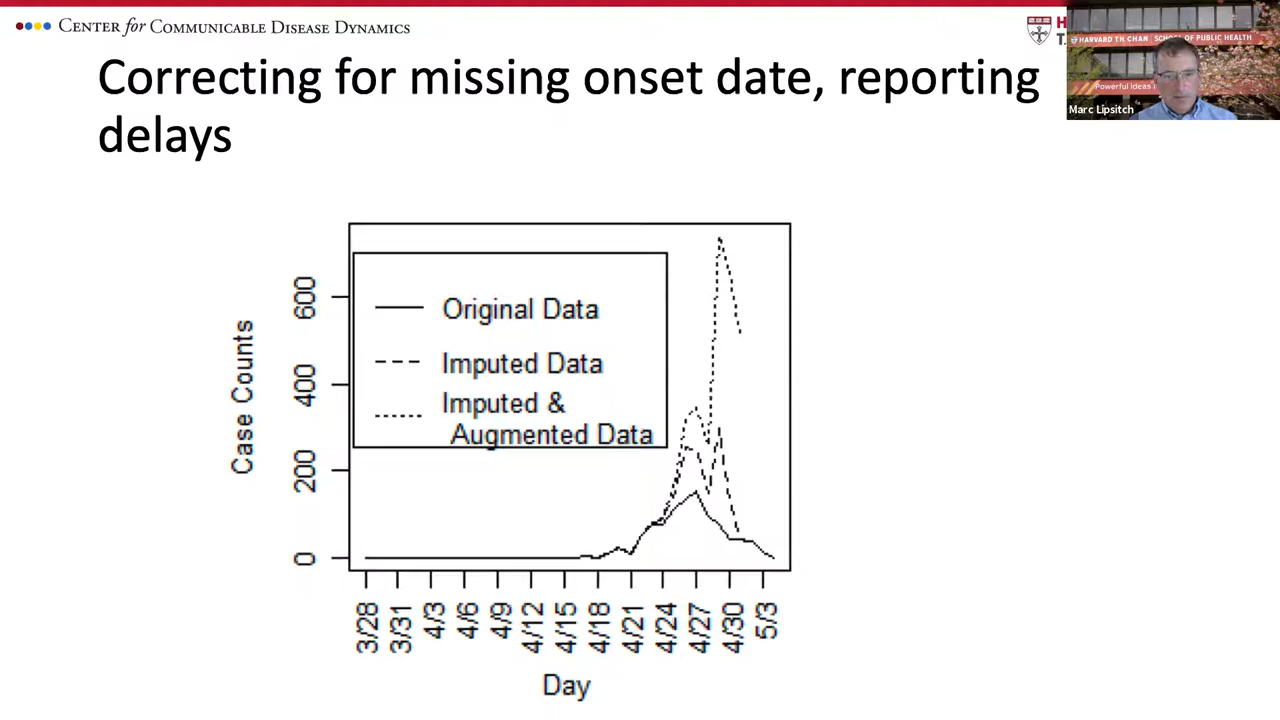 CENTER for COMMUNICABLE DISEASE DYNAMICS
H
T.
HARVARD TH CHAN SCHOOL OF PUBLIC HEALTH
Powerful Ideas
Marc Lipsitch
Correcting for missing onset date, reporting
delays
Original Data
Imputed Data
Imputed &
Augmented Data
Case Counts
600
400
200
0
3/28
3/31
4/3
4/6
4/9
4/12
4/15
4/18
4/21
4/24
4/27
4/30
5/3
Day